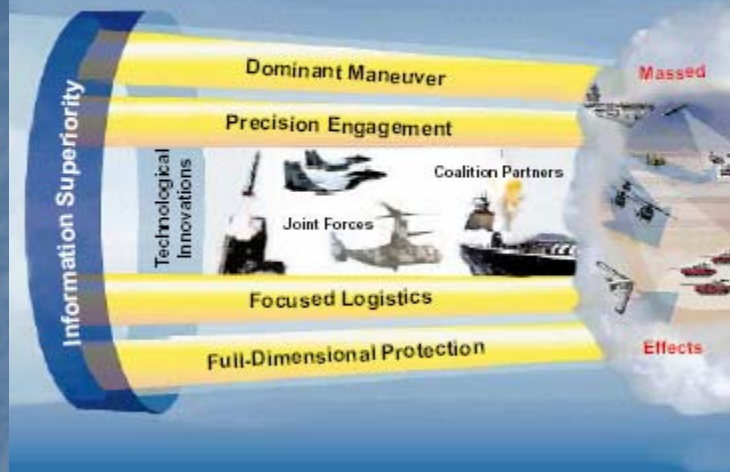 Information Superiority
Technological
Innovations
Dominant Maneuver
Precision Engagement
Coalition Partners
Joint Forces
Focused Logistics
Full-Dimensional Protection
Massed
Effects